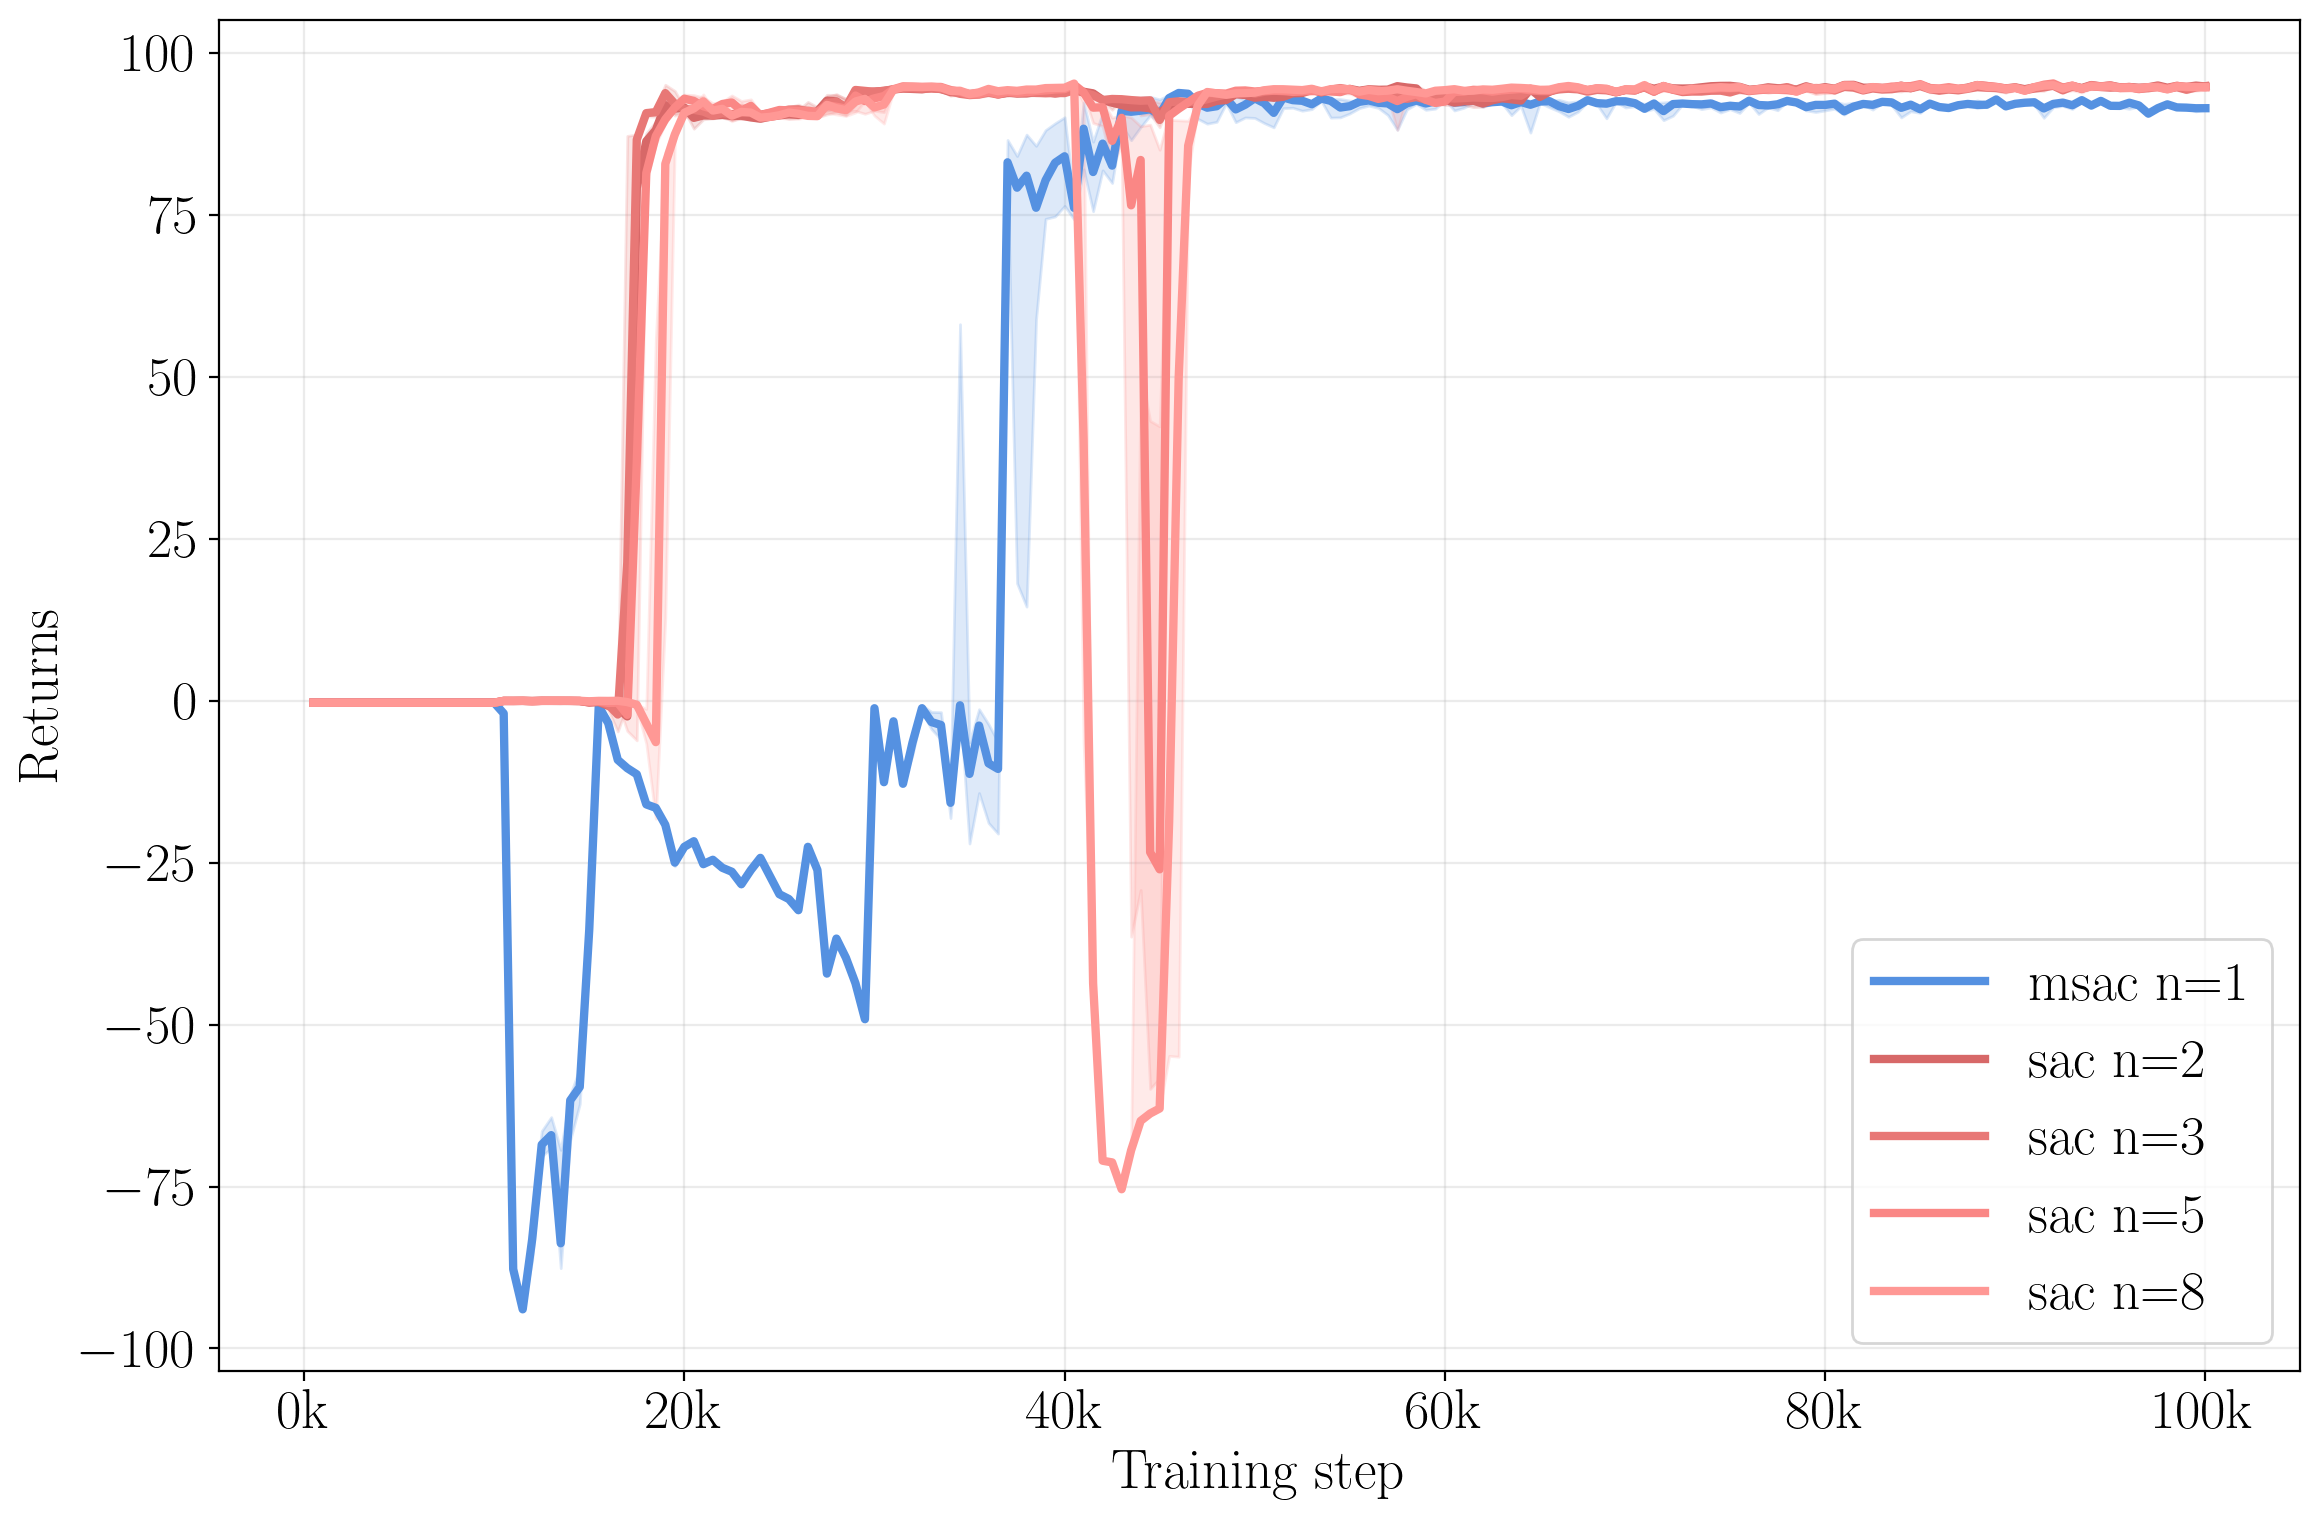 100
75
50
25
0
−25
−50
−75
−100
Returns
0k 20k 40k 60k 80k 100k
Training step
msac n=1
sac n=2
sac n=3
sac n=5
sac n=8